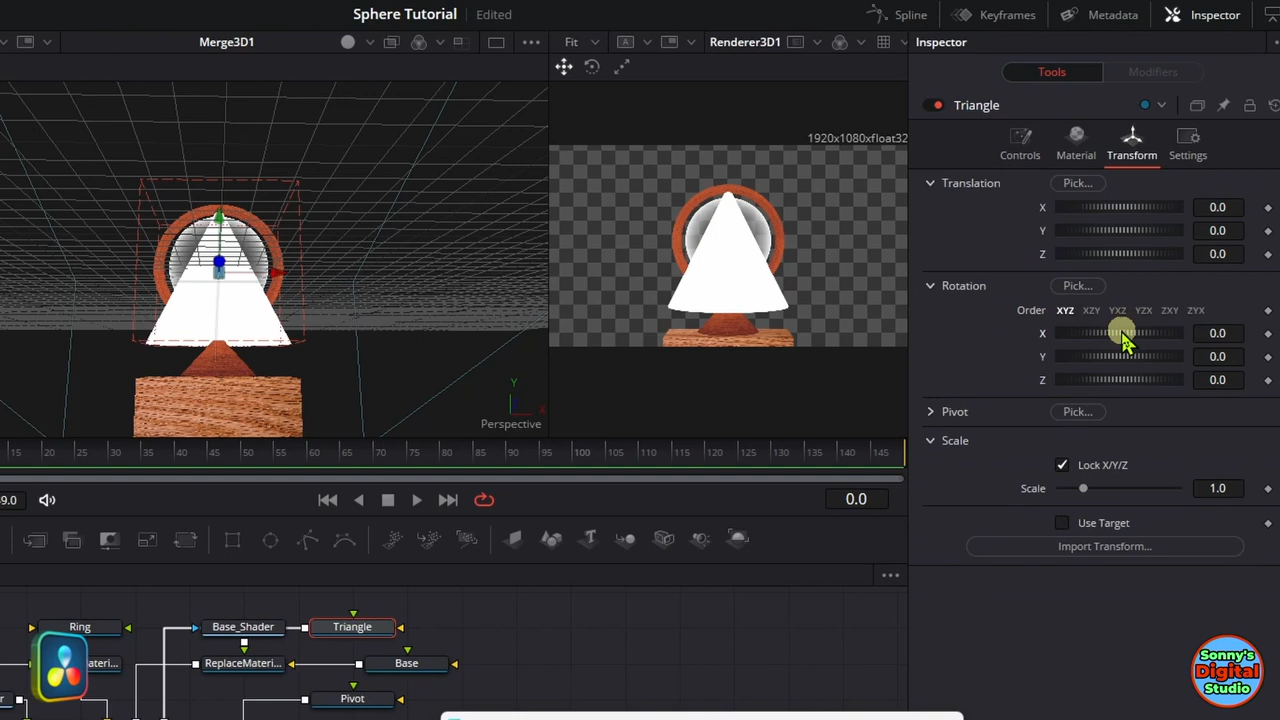 Sphere Tutorial Edited
Spline Keyframes Metadata Inspector
Merge3D1
Fit Renderer3D1
Inspector
Tools Modifiers
Triangle
1920x1080xfloat32
Controls Material Transform Settings
Translation Pick...
X 0.0
Y 0.0
Z 0.0
Rotation Pick...
Order XYZ XZY YXZ YZX ZXY ZYX
X 0.0
Y 0.0
Z 0.0
Y
X
Perspective
Pivot Pick...
Scale
Lock X/Y/Z
Scale 1.0
Use Target
Import Transform...
15 20 25 30 35 40 45 50 55 60 65 70 75 80 85 90 95 100 105 110 115 120 125 130 135 140 145
9.0 0.0
Ring Base_Shader Triangle
ateri... ReplaceMateri... Base
r Pivot
Sonny's
Digital
Studio